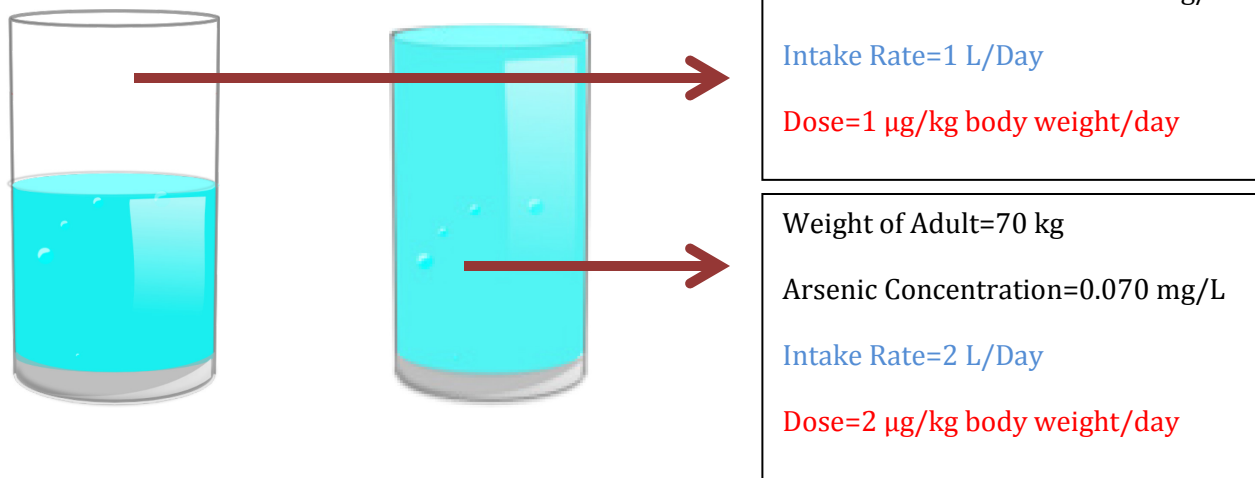 Intake Rate=1 L/Day
Dose=1 μg/kg body weight/day
Weight of Adult=70 kg
Arsenic Concentration=0.070 mg/L
Intake Rate=2 L/Day
Dose=2 μg/kg body weight/day